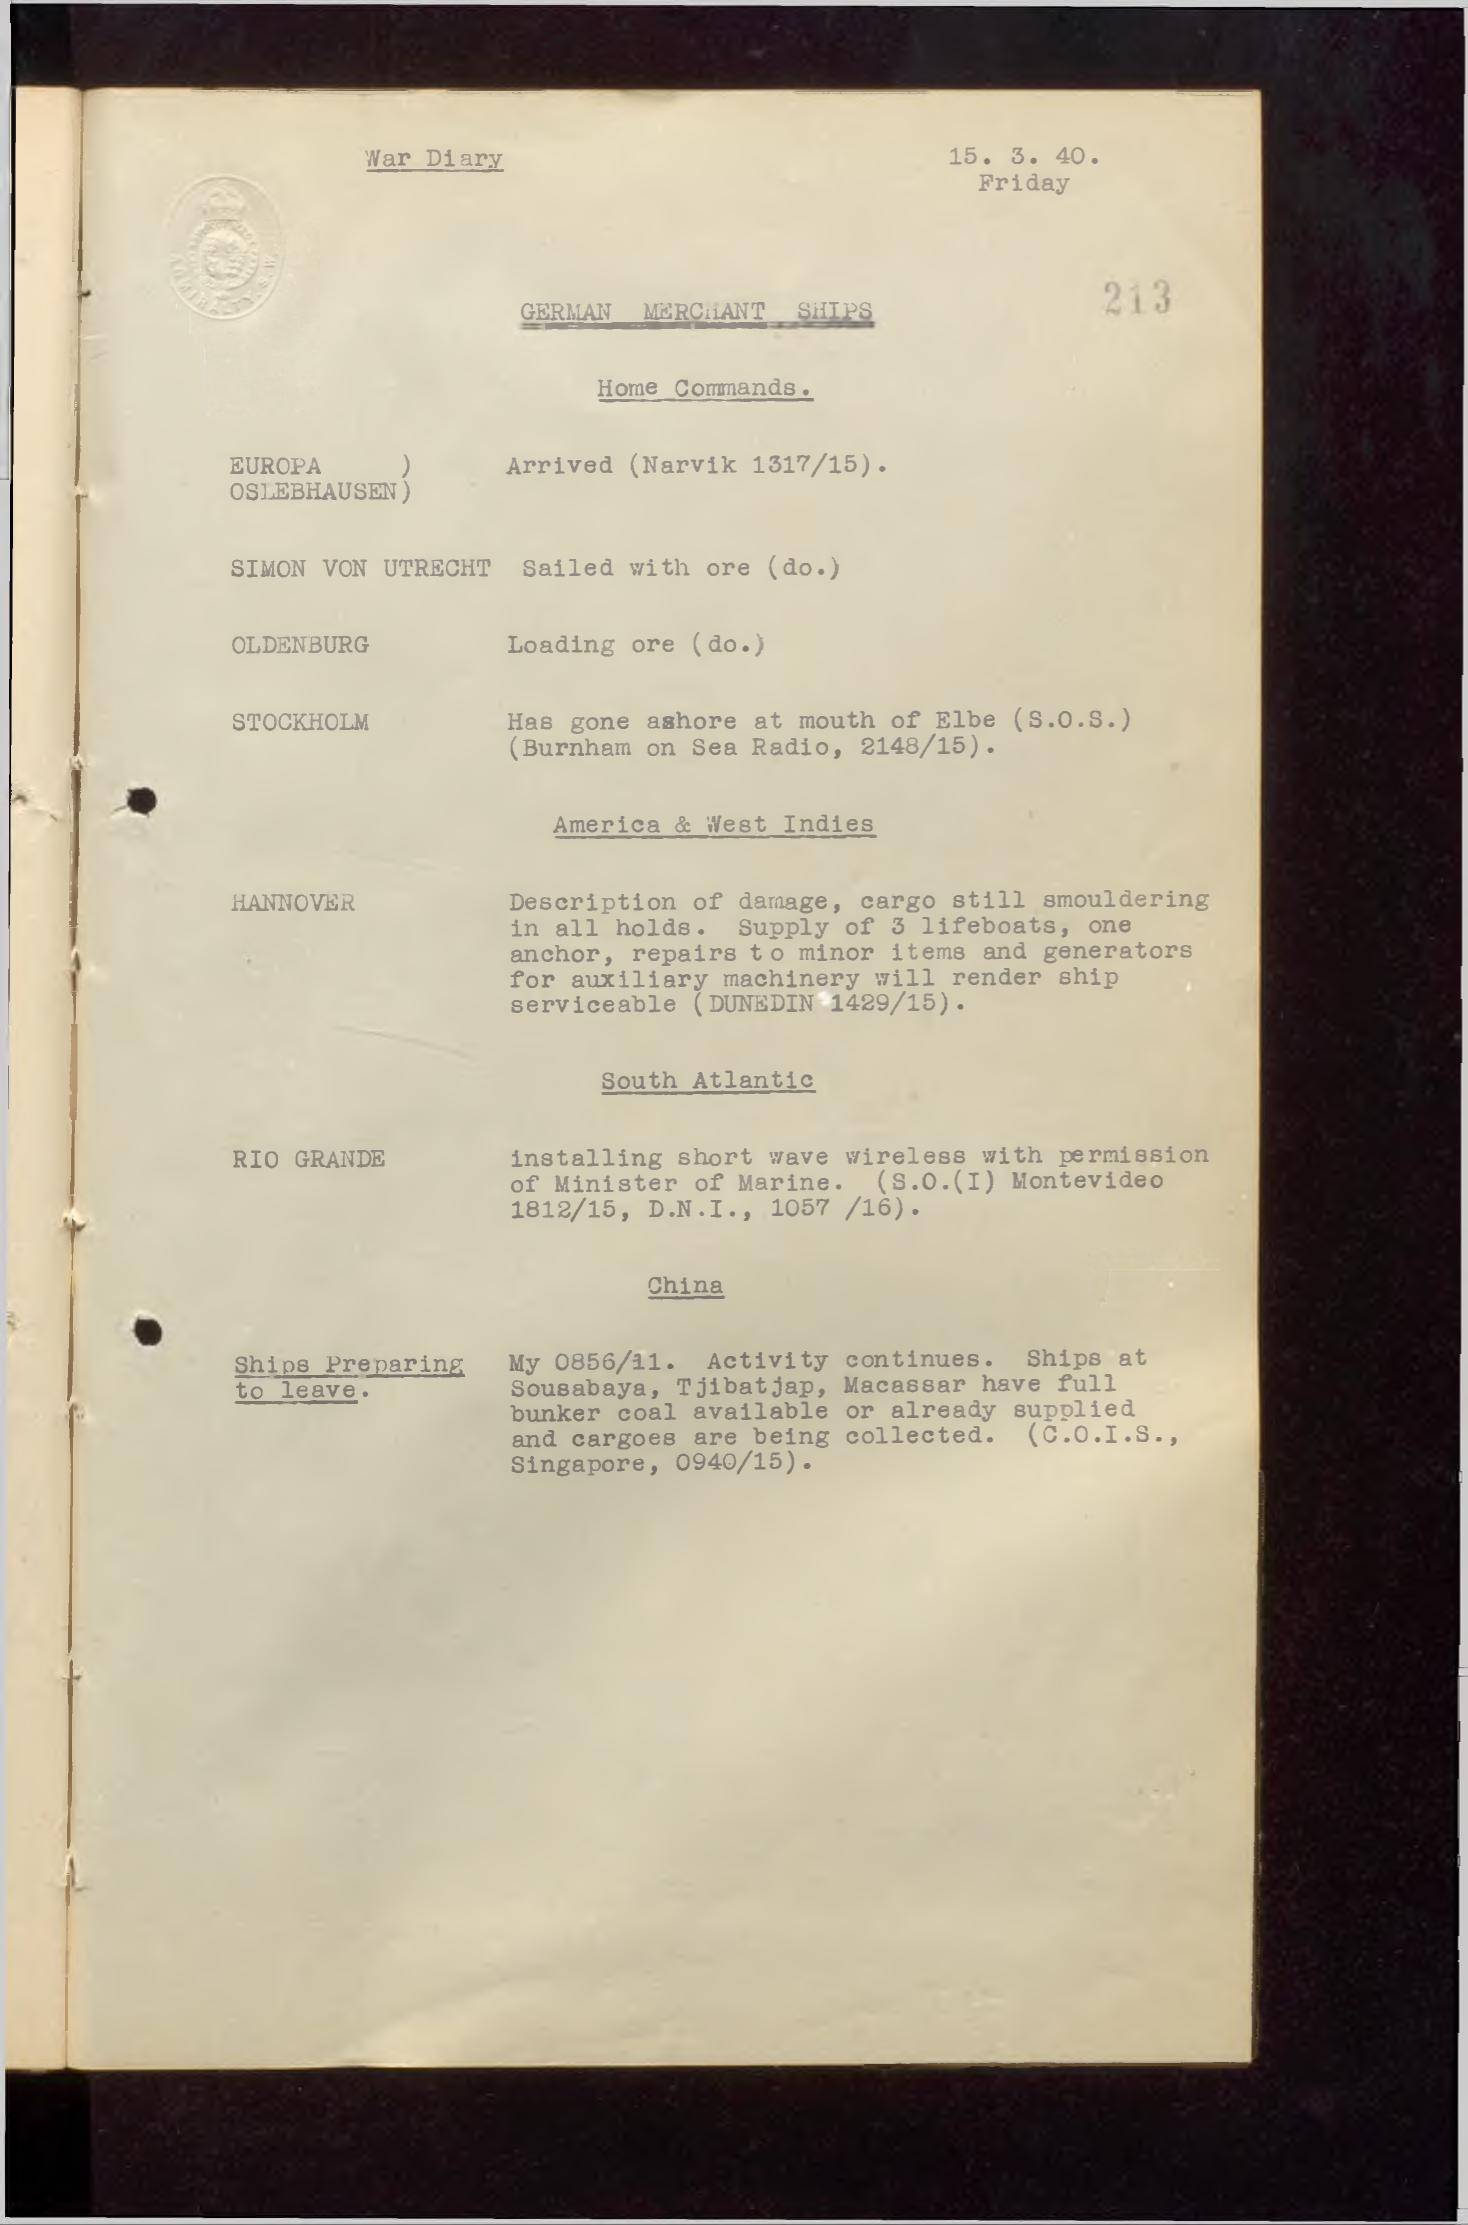 War Diary
15. 3. 40.
Friday
ADMIRALTY. S.W.
213
GERMAN MERCHANT SHIPS
Home Commands.
EUROPA ) Arrived (Narvik 1317/15).
OSLEBHAUSEN)
SIMON VON UTRECHT Sailed with ore (do.)
OLDENBURG Loading ore (do.)
STOCKHOLM Has gone ashore at mouth of Elbe (S.O.S.)
(Burnham on Sea Radio, 2148/15).
America & West Indies
HANNOVER Description of damage, cargo still smouldering
in all holds. Supply of 3 lifeboats, one
anchor, repairs to minor items and generators
for auxiliary machinery will render ship
serviceable (DUNEDIN 1429/15).
South Atlantic
RIO GRANDE installing short wave wireless with permission
of Minister of Marine. (S.O.(I) Montevideo
1812/15, D.N.I., 1057 /16).
China
Ships Preparing My 0856/11. Activity continues. Ships at
to leave. Sousabaya, Tjibatjap, Macassar have full
bunker coal available or already supplied
and cargoes are being collected. (C.O.I.S.,
Singapore, 0940/15).